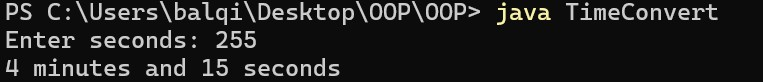 PS C:\Users\balqi\Desktop\OOP\OOP> java TimeConvert
Enter seconds: 255
4 minutes and 15 seconds